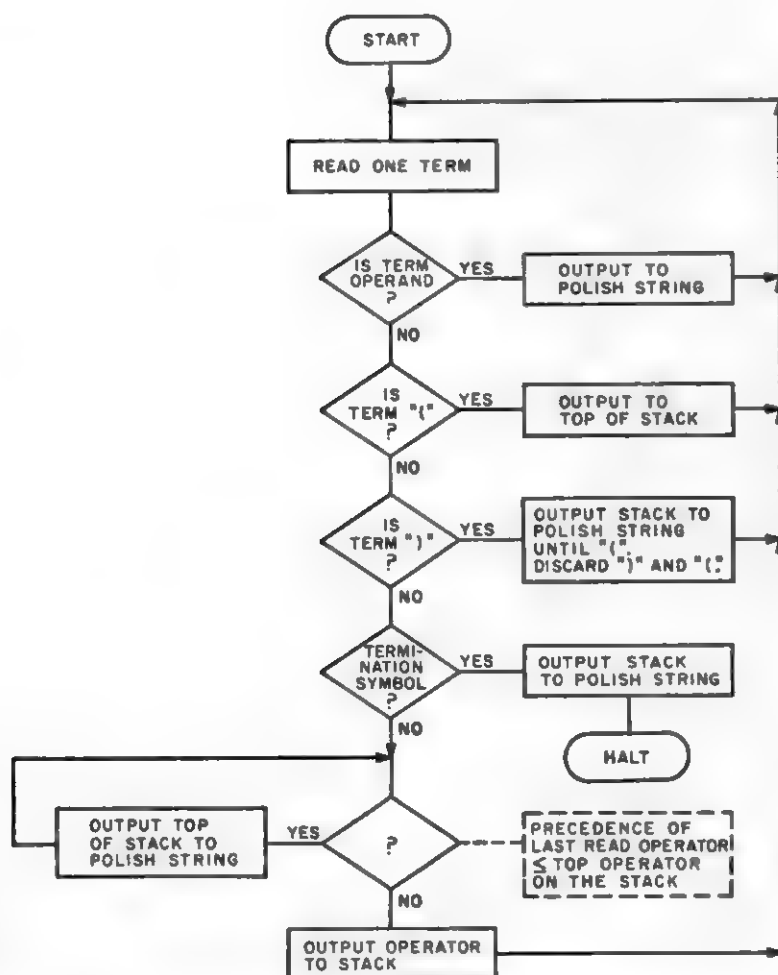 START
READ ONE TERM
IS TERM
OPERAND
?
YES
OUTPUT TO
POLISH STRING
NO
IS
TERM "("
?
YES
OUTPUT TO
TOP OF STACK
NO
IS
TERM ")"
?
YES
OUTPUT STACK TO
POLISH STRING
UNTIL "(",
DISCARD ")" AND "(".
NO
TERMI-
NATION
SYMBOL
?
YES
OUTPUT STACK
TO POLISH STRING
NO
HALT
OUTPUT TOP
OF STACK TO
POLISH STRING
YES
?
PRECEDENCE OF
LAST READ OPERATOR
≤ TOP OPERATOR
ON THE STACK
NO
OUTPUT OPERATOR
TO STACK